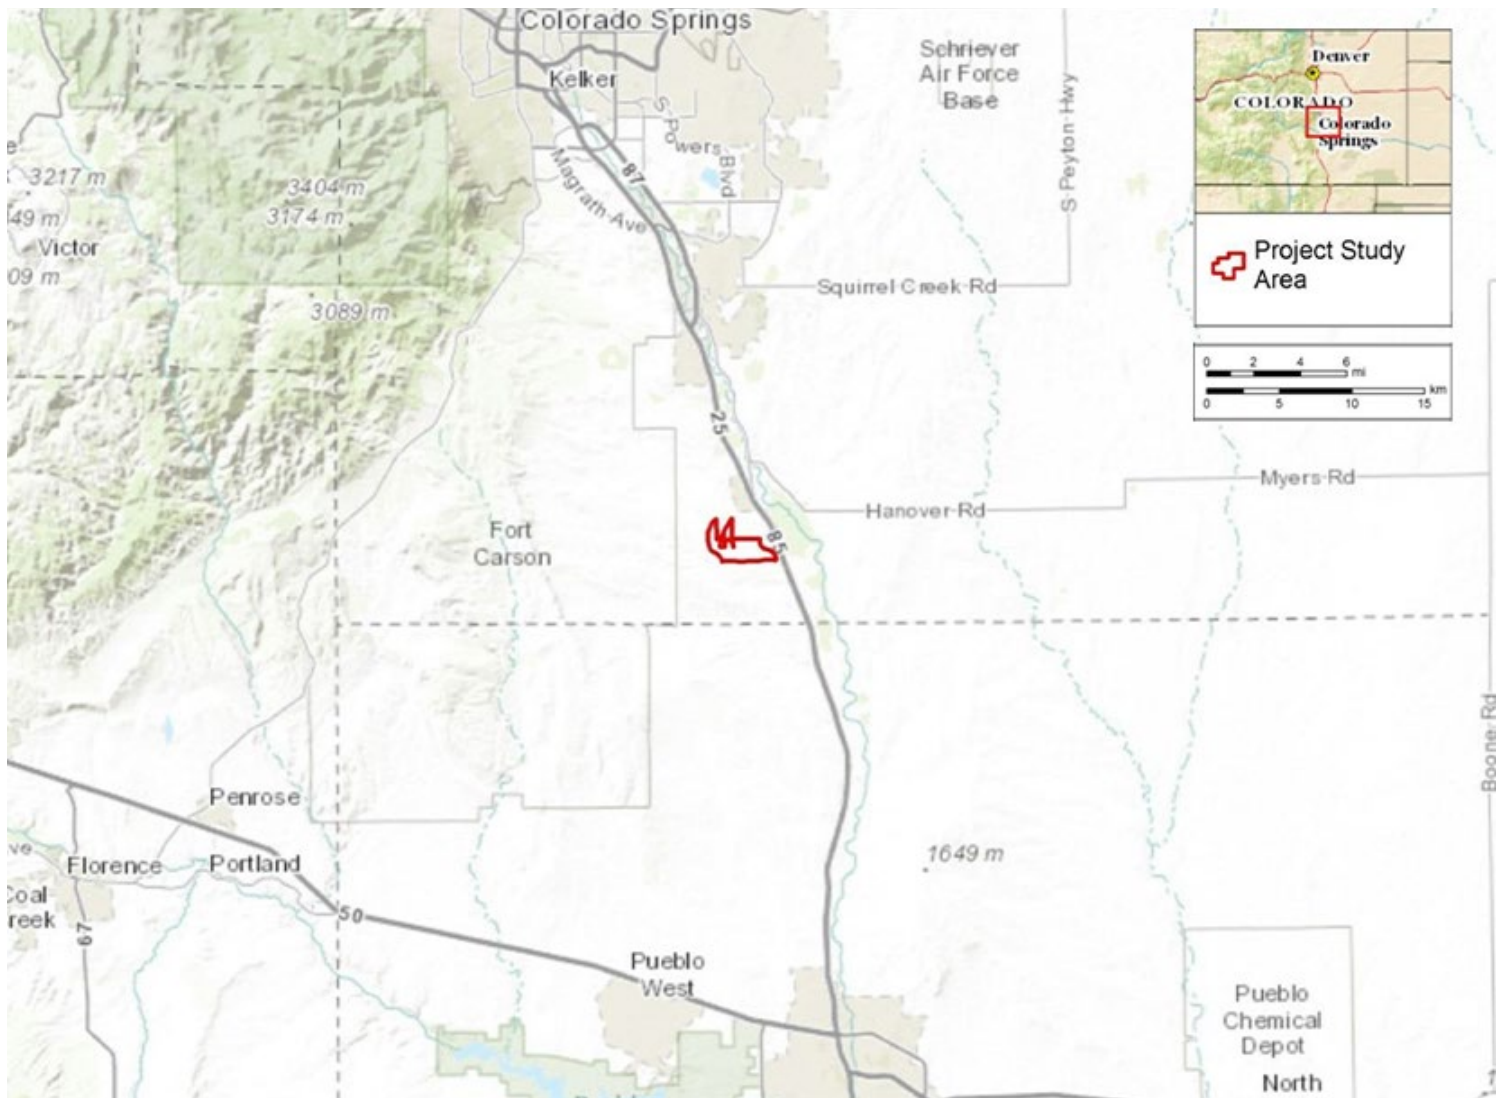 Colorado Springs
Kelker
Schriever
Air Force
Base
S Peyton Hwy
S Powers Blvd
87
Magrath Ave
3217 m
3404 m
3174 m
49 m
Victor
09 m
3089 m
Squirrel Creek Rd
25
Myers Rd
Hanover Rd
Fort
Carson
85
Boone Rd
Penrose
Florence
Portland
50
67
1649 m
Pueblo
West
Pueblo
Chemical
Depot
North
Denver
COLORADO
Colorado
Springs
Project Study
Area
0 2 4 6
mi
km
0 5 10 15